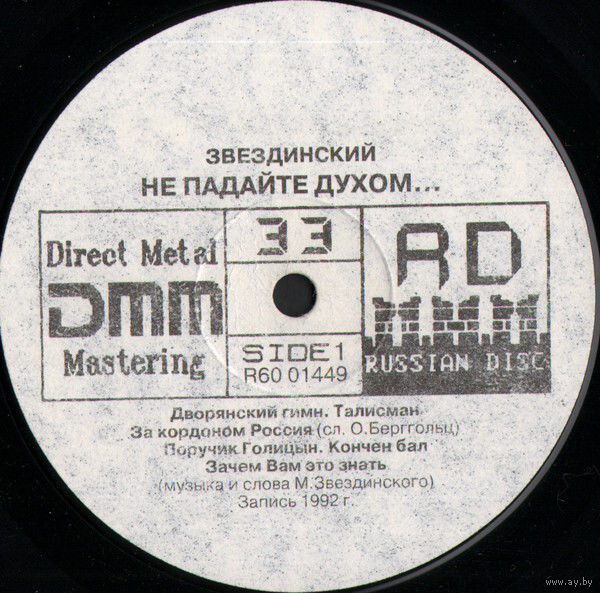 ЗВЕЗДИНСКИЙ
НЕ ПАДАЙТЕ ДУХОМ...
Direct Metal
DMM
Mastering
33
SIDE 1
R60 01449
RD
RUSSIAN DISC
Дворянский гимн. Талисман
За кордоном Россия (сл. О.Берггольц)
Поручик Голицын. Кончен бал
Зачем Вам это знать
(музыка и слова М.Звездинского)
Запись 1992 г.
www.ay.by